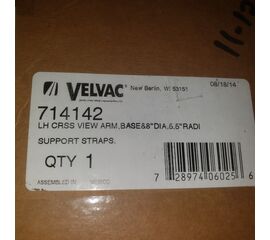 VELVAC New Berlin, WI 53151 08/18/14
714142
LH CRSS VIEW ARM,BASE&8"DIA,5.5"RADI
SUPPORT STRAPS.
QTY 1
ASSEMBLED IN MEXICO
7 28974 06025 6